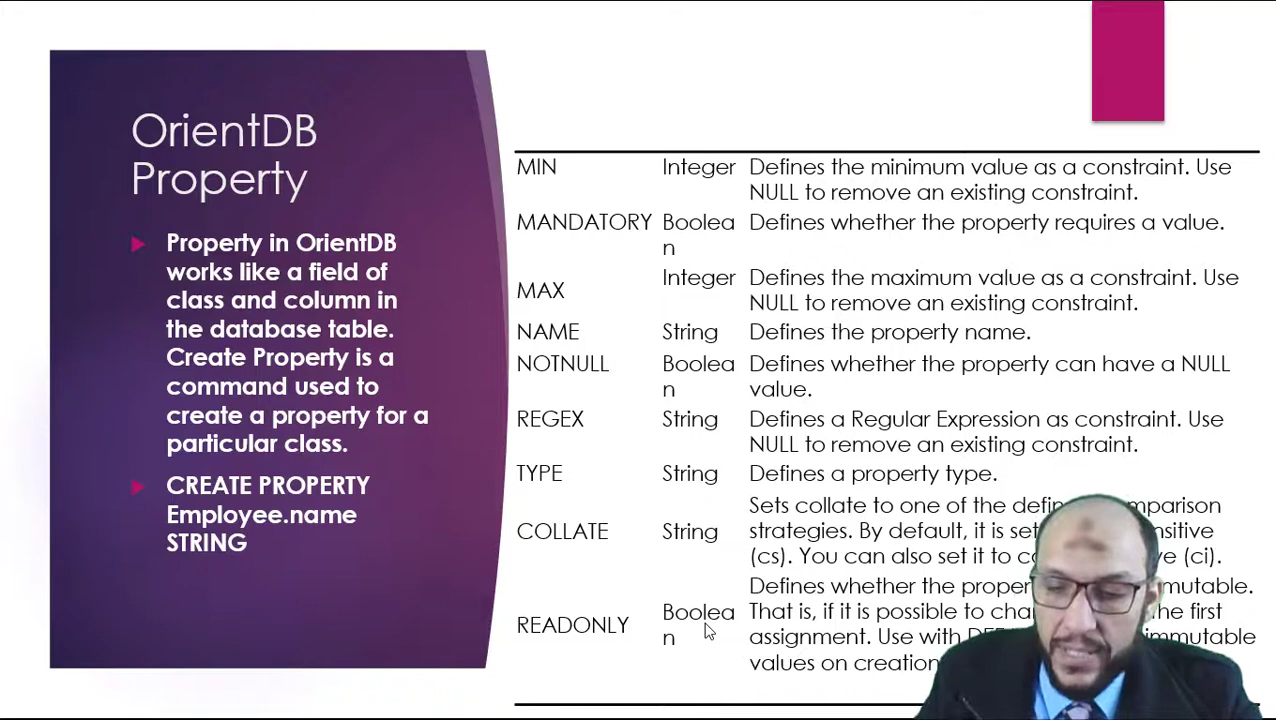 OrientDB
Property
Property in OrientDB
works like a field of
class and column in
the database table.
Create Property is a
command used to
create a property for a
particular class.
CREATE PROPERTY
Employee.name
STRING
MIN Integer Defines the minimum value as a constraint. Use
NULL to remove an existing constraint.
MANDATORY Boolea Defines whether the property requires a value.
n
MAX Integer Defines the maximum value as a constraint. Use
NULL to remove an existing constraint.
NAME String Defines the property name.
NOTNULL Boolea Defines whether the property can have a NULL
n value.
REGEX String Defines a Regular Expression as constraint. Use
NULL to remove an existing constraint.
TYPE String Defines a property type.
Sets collate to one of the
COLLATE String strategies. By default, it is set
(cs). You can also set it to (ci).
Defines whether the
READONLY Boolea That is, if it is possible to the first
n assignment. Use with immutable
values on creation